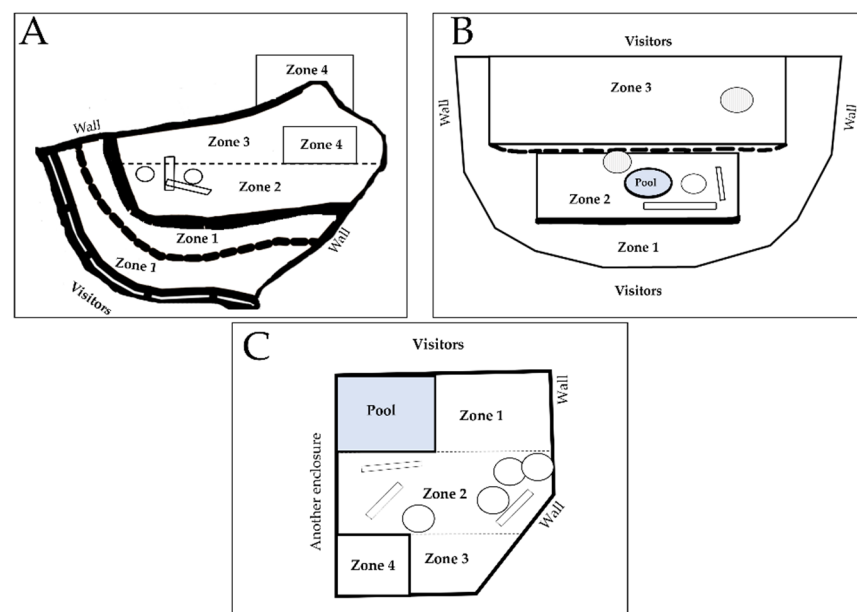 A
Zone 4
Wall
Zone 3
Zone 4
Zone 2
Zone 1
Zone 1
Wall
Visitors
B
Visitors
Wall
Zone 3
Wall
Pool
Zone 2
Zone 1
Visitors
C
Visitors
Wall
Pool
Zone 1
Another enclosure
Zone 2
Wall
Zone 4
Zone 3